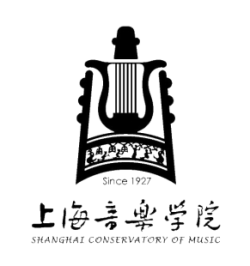 Since 1927
上海音樂学院
SHANGHAI CONSERVATORY OF MUSIC